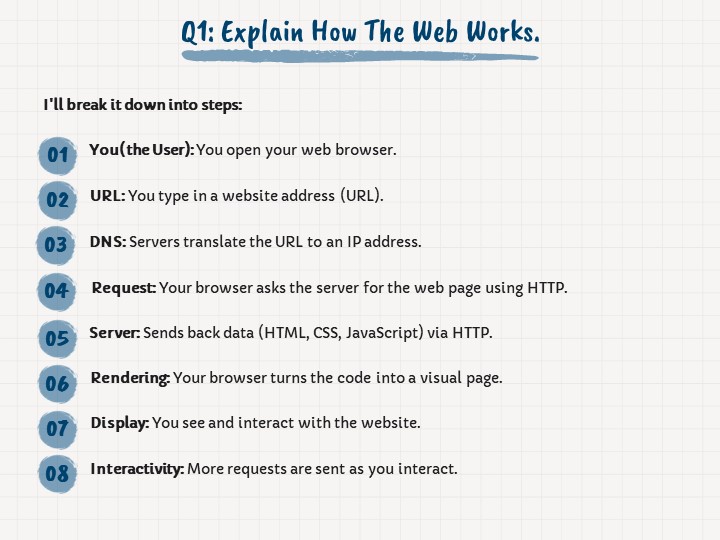 Q1: Explain How The Web Works.
I'll break it down into steps:
01 You(the User): You open your web browser.
02 URL: You type in a website address (URL).
03 DNS: Servers translate the URL to an IP address.
04 Request: Your browser asks the server for the web page using HTTP.
05 Server: Sends back data (HTML, CSS, JavaScript) via HTTP.
06 Rendering: Your browser turns the code into a visual page.
07 Display: You see and interact with the website.
08 Interactivity: More requests are sent as you interact.